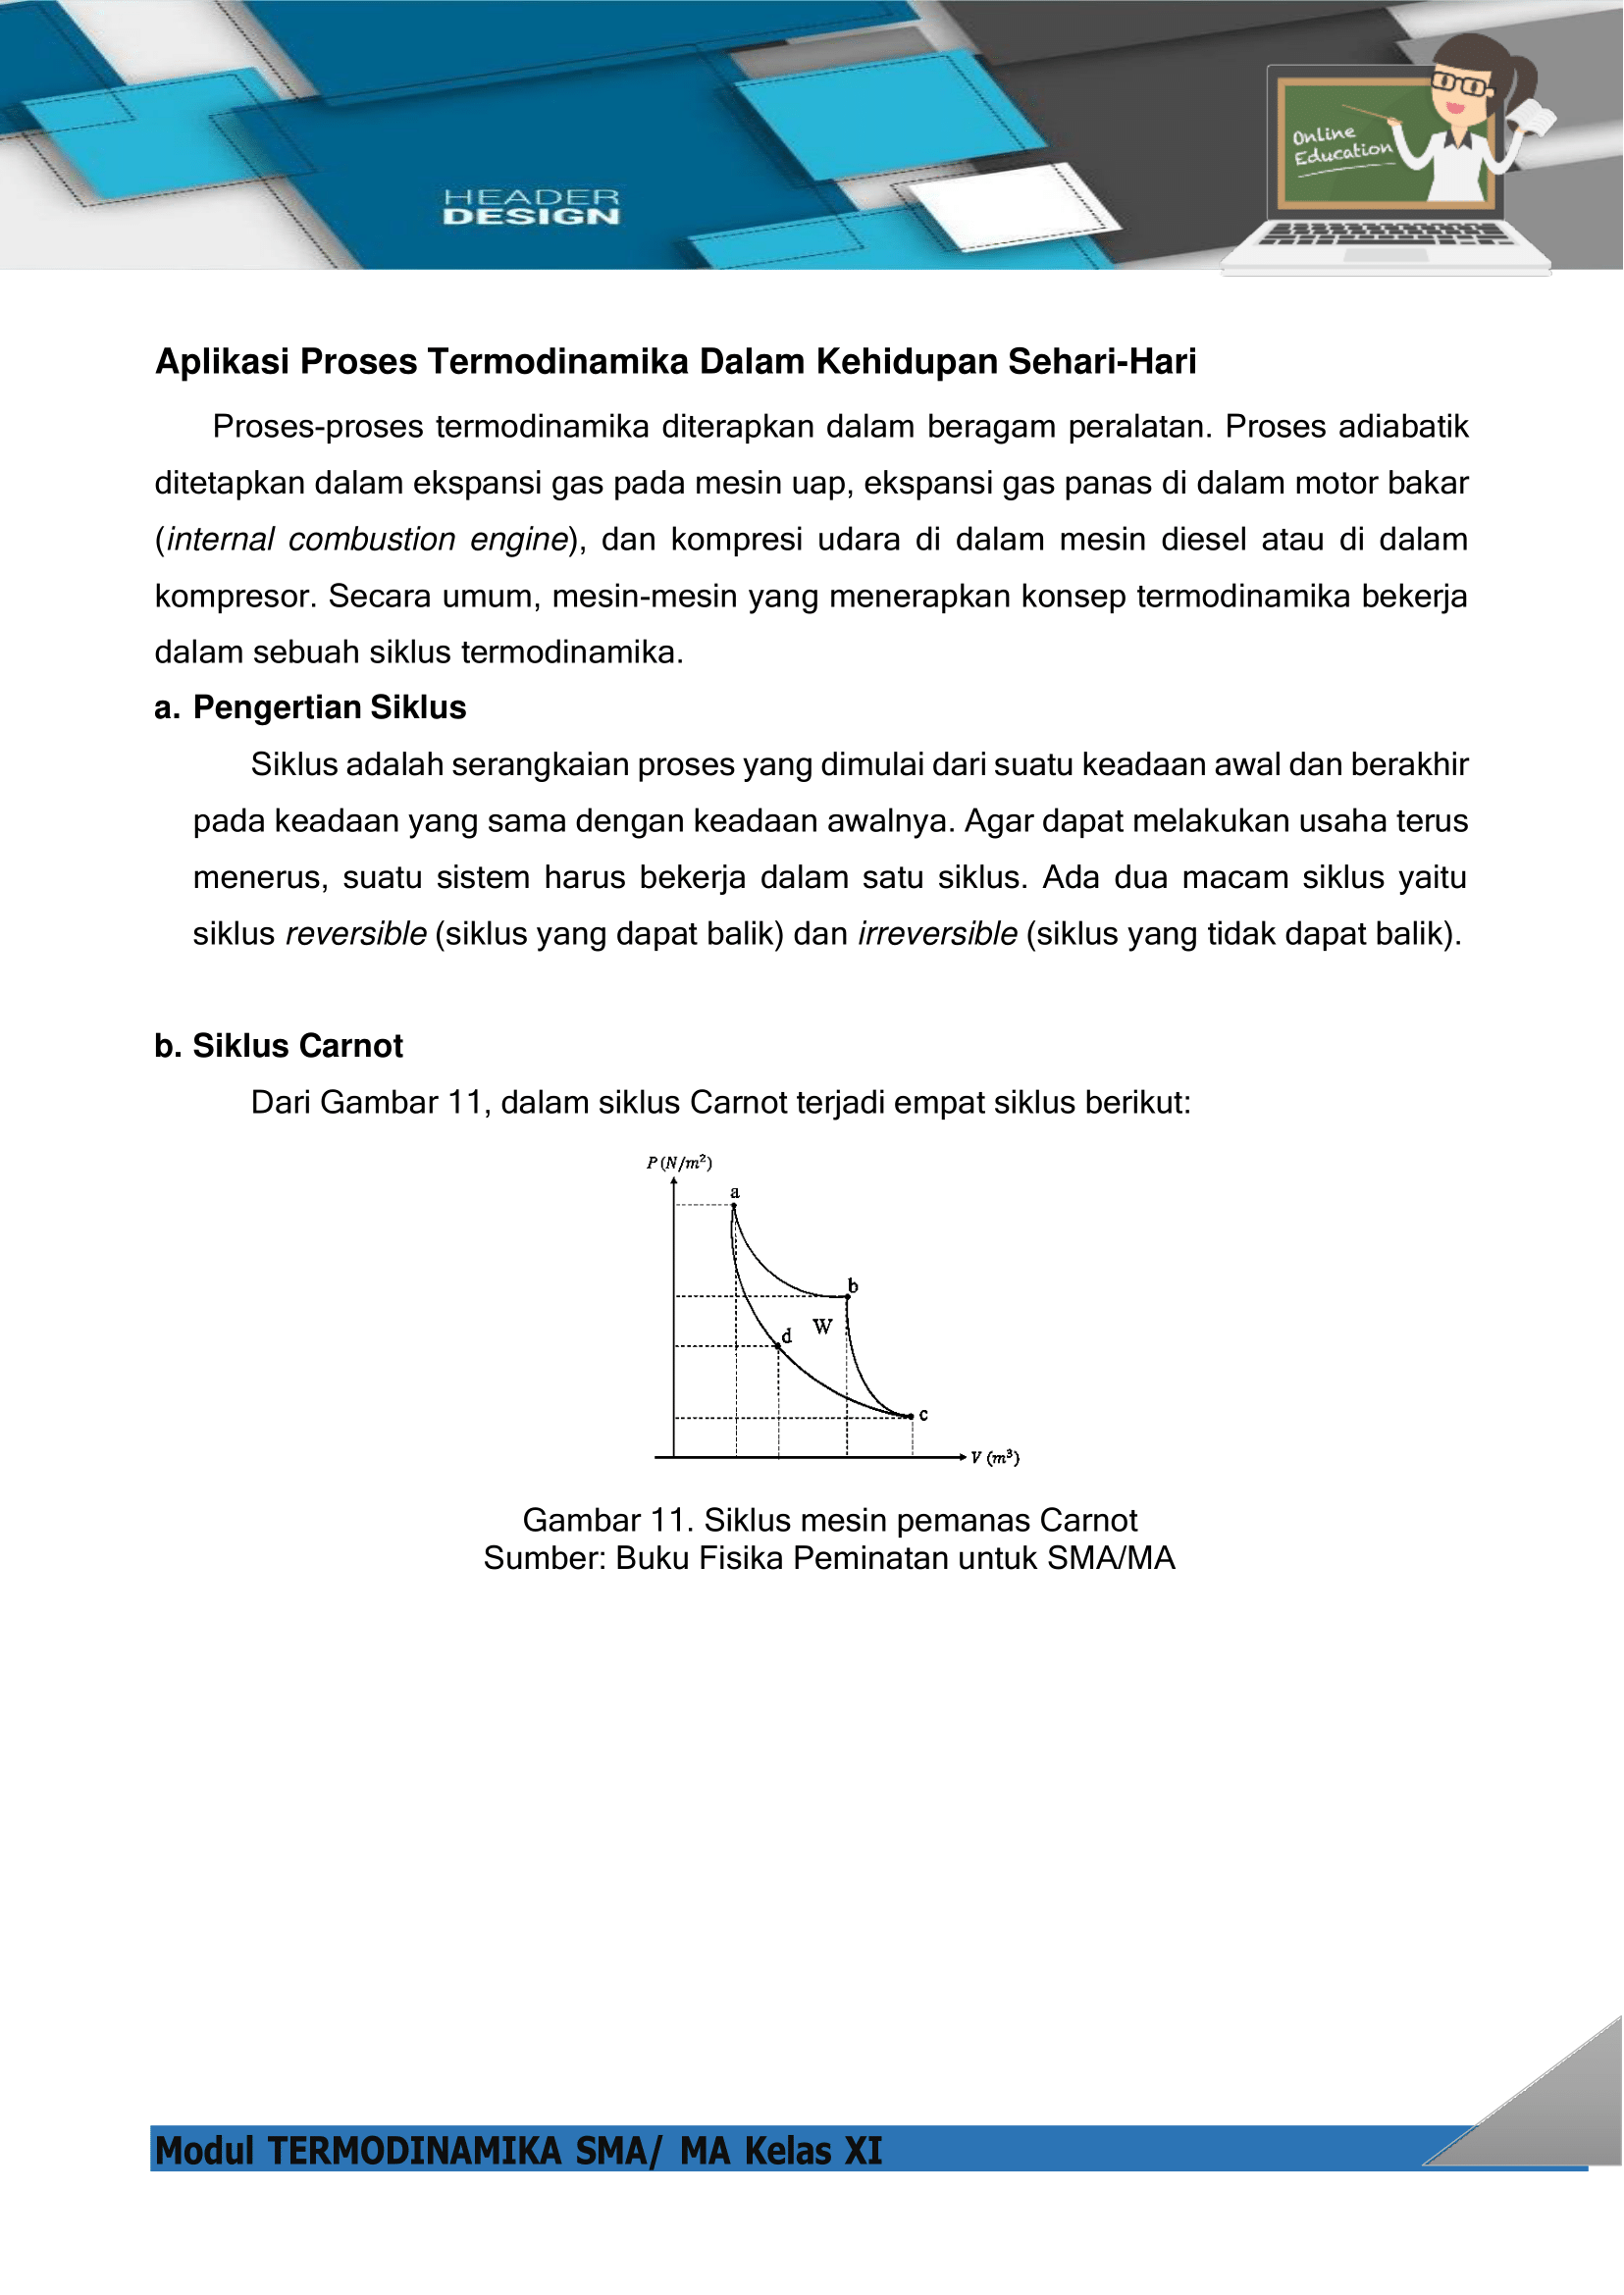 HEADER
DESIGN
Online
Education
Aplikasi Proses Termodinamika Dalam Kehidupan Sehari-Hari
Proses-proses termodinamika diterapkan dalam beragam peralatan. Proses adiabatik
ditetapkan dalam ekspansi gas pada mesin uap, ekspansi gas panas di dalam motor bakar
(internal combustion engine), dan kompresi udara di dalam mesin diesel atau di dalam
kompresor. Secara umum, mesin-mesin yang menerapkan konsep termodinamika bekerja
dalam sebuah siklus termodinamika.
a. Pengertian Siklus
Siklus adalah serangkaian proses yang dimulai dari suatu keadaan awal dan berakhir
pada keadaan yang sama dengan keadaan awalnya. Agar dapat melakukan usaha terus
menerus, suatu sistem harus bekerja dalam satu siklus. Ada dua macam siklus yaitu
siklus reversible (siklus yang dapat balik) dan irreversible (siklus yang tidak dapat balik).
b. Siklus Carnot
Dari Gambar 11, dalam siklus Carnot terjadi empat siklus berikut:
P (N/m²)
a
b
W
d
c
V (m³)
Gambar 11. Siklus mesin pemanas Carnot
Sumber: Buku Fisika Peminatan untuk SMA/MA
Modul TERMODINAMIKA SMA/ MA Kelas XI